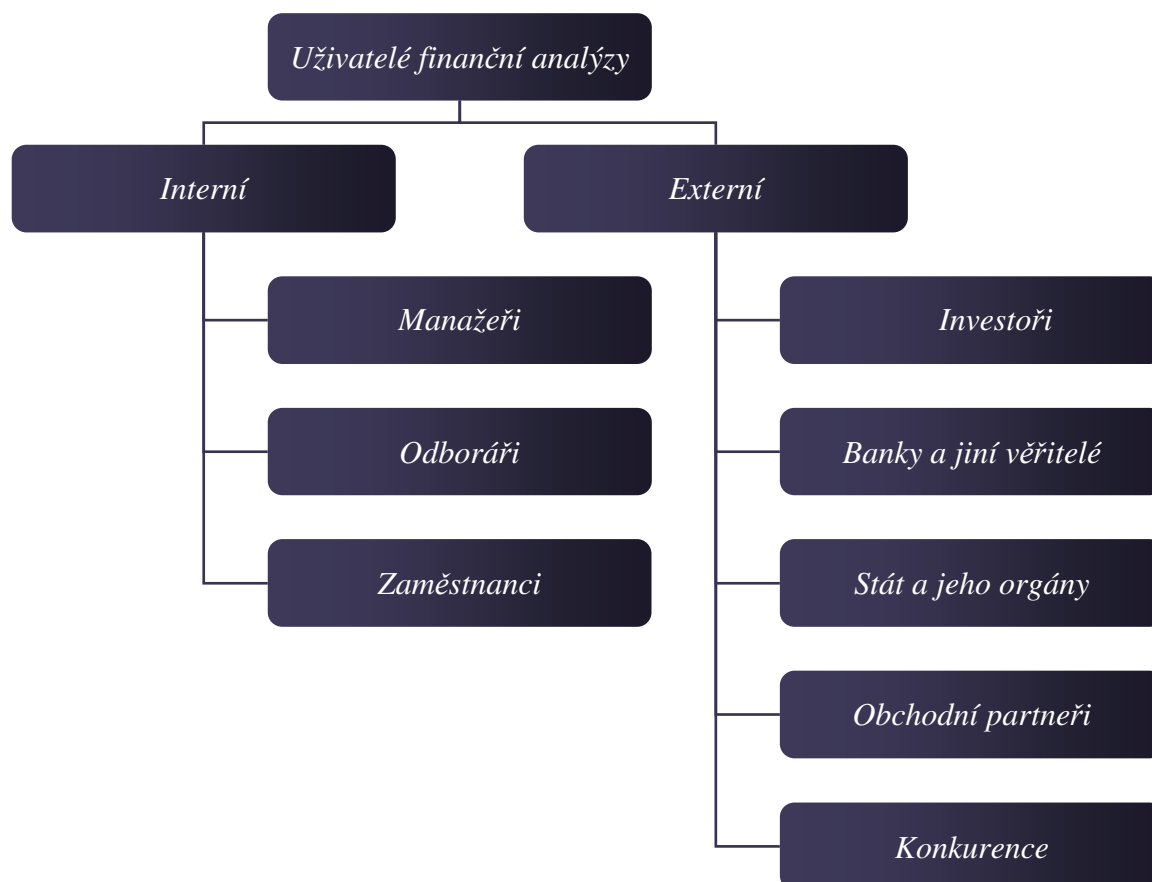 Uživatelé finanční analýzy
Interní
Externí
Manažeři
Odboráři
Zaměstnanci
Investoři
Banky a jiní věřitelé
Stát a jeho orgány
Obchodní partneři
Konkurence